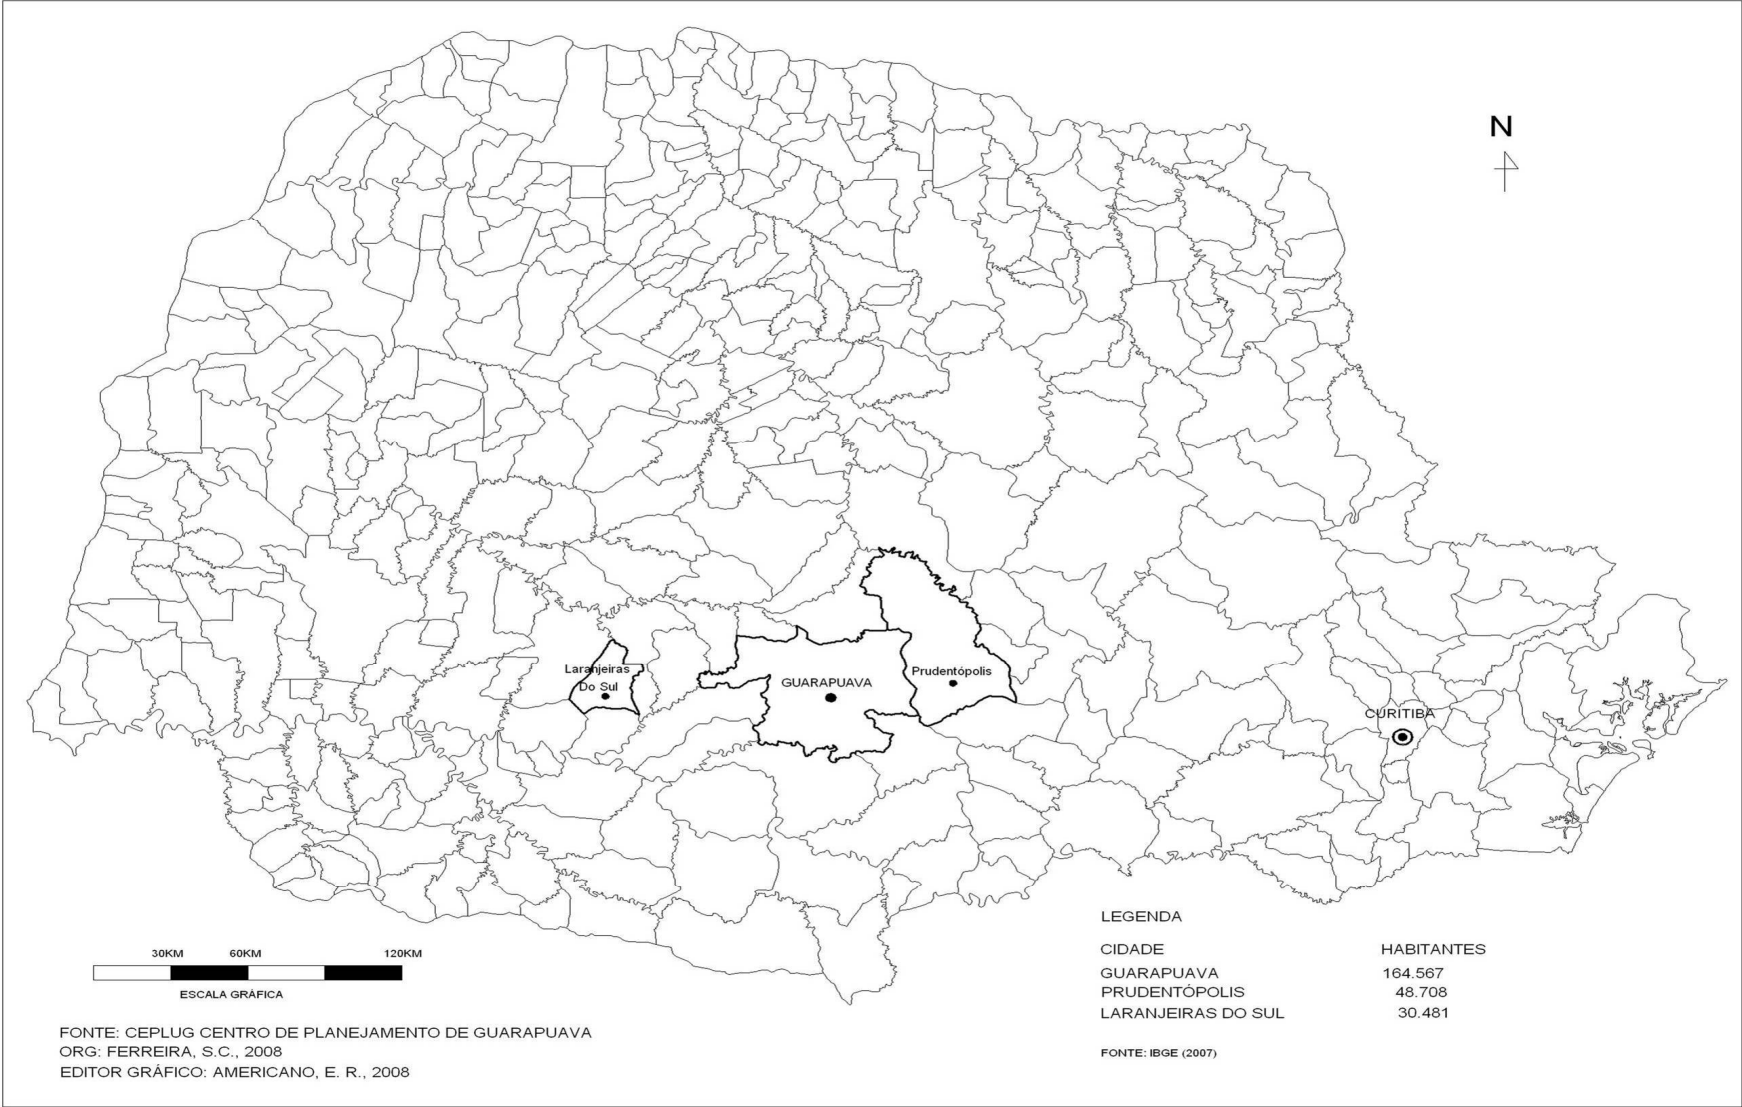 N
Laranjeiras
Do Sul
GUARAPUAVA
Prudentópolis
CURITIBA
LEGENDA
CIDADE HABITANTES
GUARAPUAVA 164.567
PRUDENTÓPOLIS 48.708
LARANJEIRAS DO SUL 30.481
FONTE: IBGE (2007)
30KM 60KM 120KM
ESCALA GRÁFICA
FONTE: CEPLUG CENTRO DE PLANEJAMENTO DE GUARAPUAVA
ORG: FERREIRA, S.C., 2008
EDITOR GRÁFICO: AMERICANO, E. R., 2008